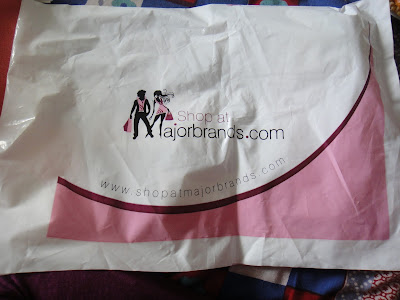 Shop at
Majorbrands.com
www.shopatmajorbrands.com